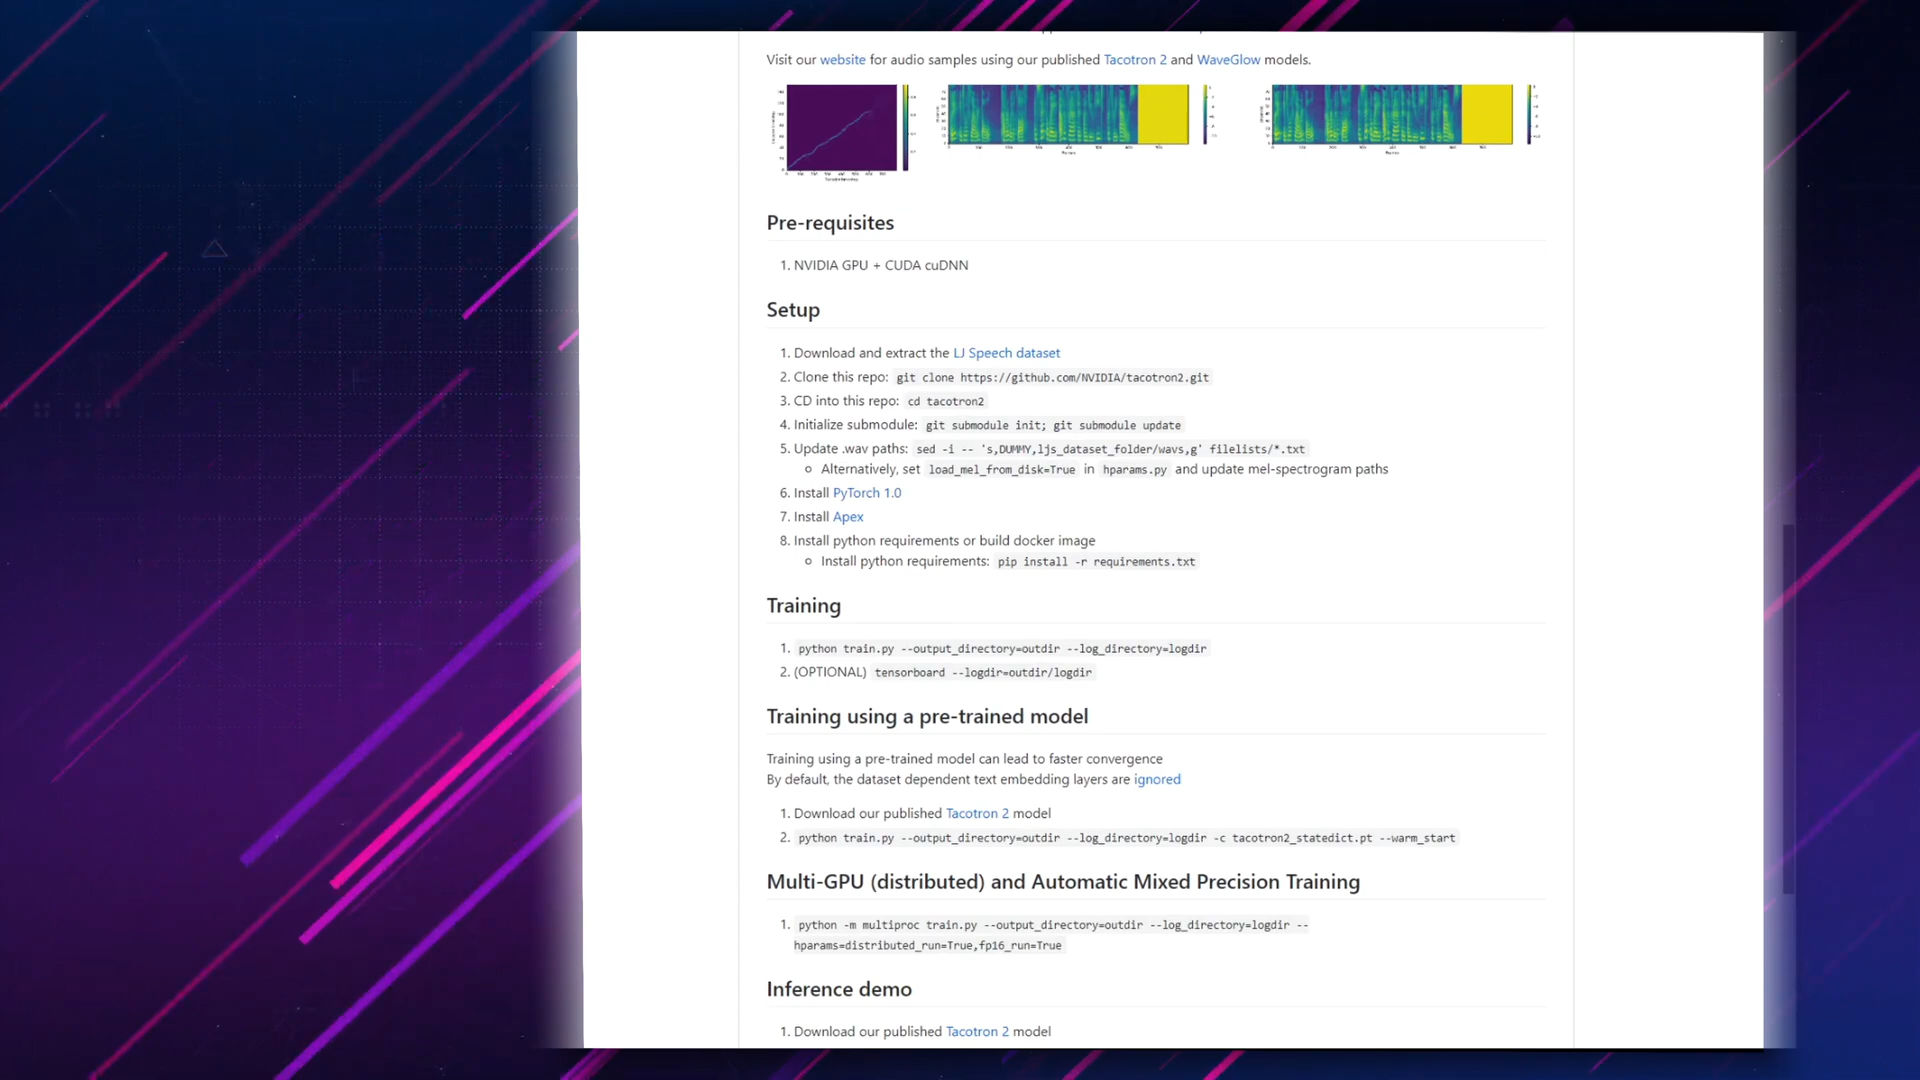 Visit our website for audio samples using our published Tacotron 2 and WaveGlow models.
Pre-requisites
1. NVIDIA GPU + CUDA cuDNN
Setup
1. Download and extract the LJ Speech dataset
2. Clone this repo: git clone https://github.com/NVIDIA/tacotron2.git
3. CD into this repo: cd tacotron2
4. Initialize submodule: git submodule init; git submodule update
5. Update .wav paths: sed -i -- 's,DUMMY,ljs_dataset_folder/wavs,g' filelists/*.txt
Alternatively, set load_mel_from_disk=True in hparams.py and update mel-spectrogram paths
6. Install PyTorch 1.0
7. Install Apex
8. Install python requirements or build docker image
Install python requirements: pip install -r requirements.txt
Training
1. python train.py --output_directory=outdir --log_directory=logdir
2. (OPTIONAL) tensorboard --logdir=outdir/logdir
Training using a pre-trained model
Training using a pre-trained model can lead to faster convergence
By default, the dataset dependent text embedding layers are ignored
1. Download our published Tacotron 2 model
2. python train.py --output_directory=outdir --log_directory=logdir -c tacotron2_statedict.pt --warm_start
Multi-GPU (distributed) and Automatic Mixed Precision Training
1. python -m multiproc train.py --output_directory=outdir --log_directory=logdir --
hparams=distributed_run=True,fp16_run=True
Inference demo
1. Download our published Tacotron 2 model